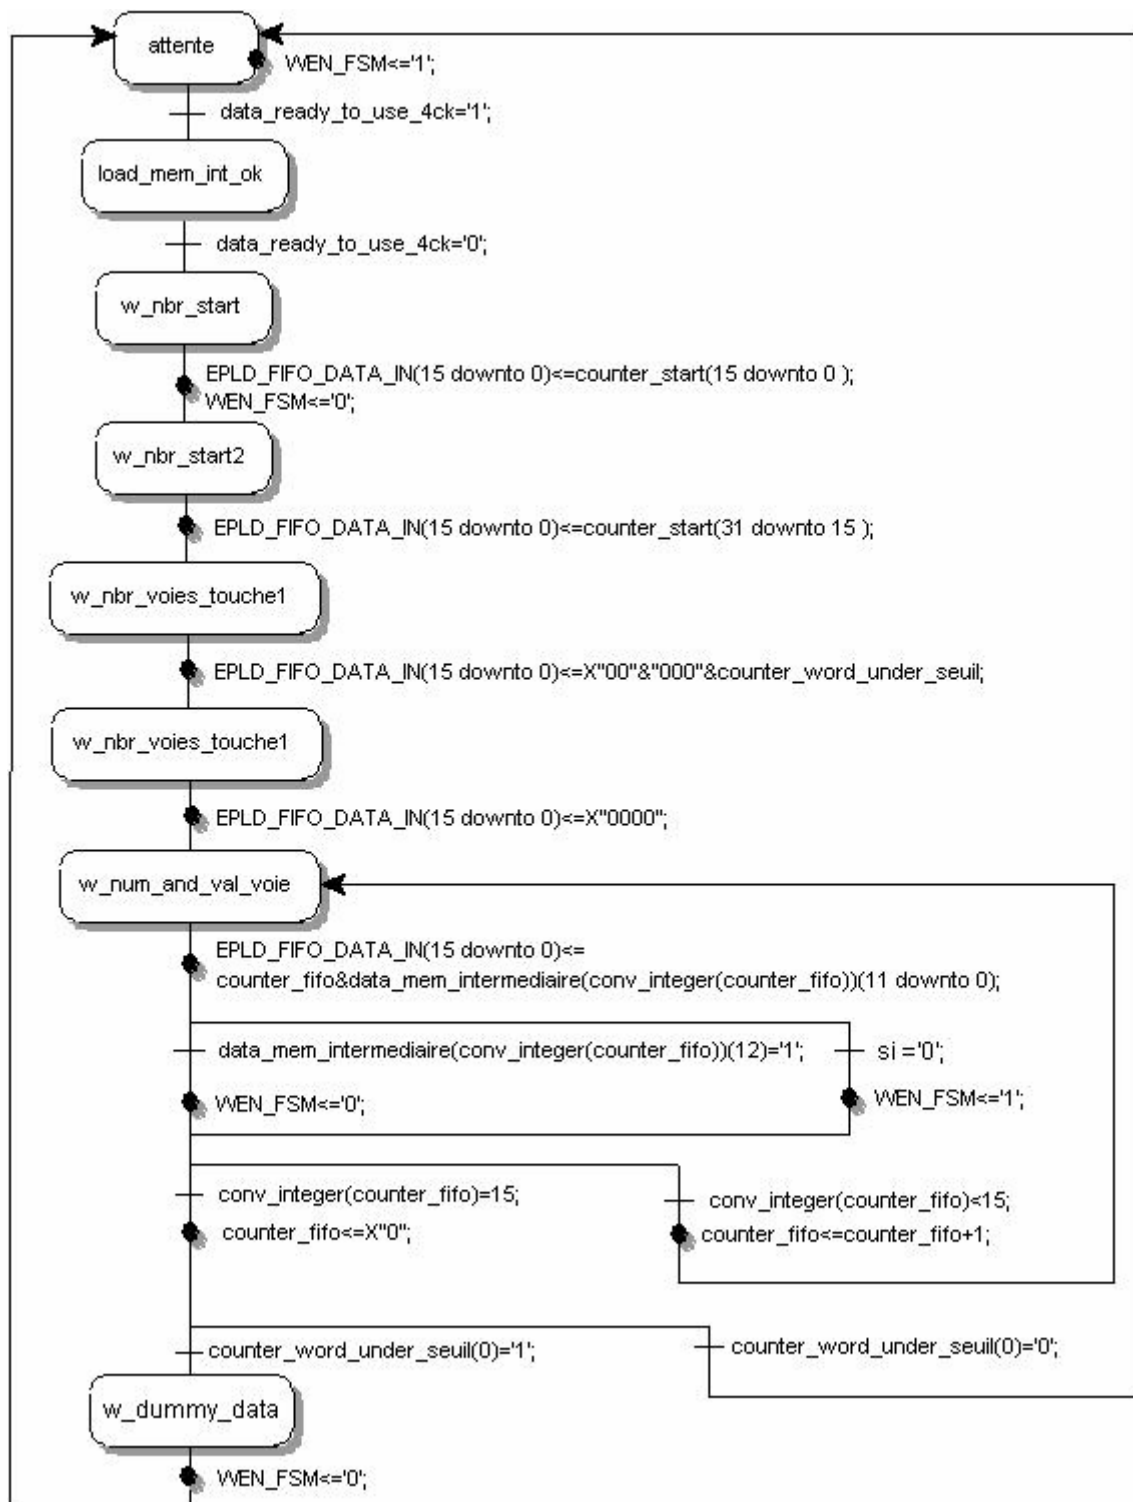 attente
WEN_FSM<='1';
data_ready_to_use_4ck='1';
load_mem_int_ok
data_ready_to_use_4ck='0';
w_nbr_start
EPLD_FIFO_DATA_IN(15 downto 0)<=counter_start(15 downto 0 );
WEN_FSM<='0';
w_nbr_start2
EPLD_FIFO_DATA_IN(15 downto 0)<=counter_start(31 downto 15 );
w_nbr_voies_touche1
EPLD_FIFO_DATA_IN(15 downto 0)<=X"00"&"000"&counter_word_under_seuil;
w_nbr_voies_touche1
EPLD_FIFO_DATA_IN(15 downto 0)<=X"0000";
w_num_and_val_voie
EPLD_FIFO_DATA_IN(15 downto 0)<=
counter_fifo&data_mem_intermediaire(conv_integer(counter_fifo))(11 downto 0);
data_mem_intermediaire(conv_integer(counter_fifo))(12)='1';
si ='0';
WEN_FSM<='0';
WEN_FSM<='1';
conv_integer(counter_fifo)=15;
conv_integer(counter_fifo)<15;
counter_fifo<=X"0";
counter_fifo<=counter_fifo+1;
counter_word_under_seuil(0)='1';
counter_word_under_seuil(0)='0';
w_dummy_data
WEN_FSM<='0';